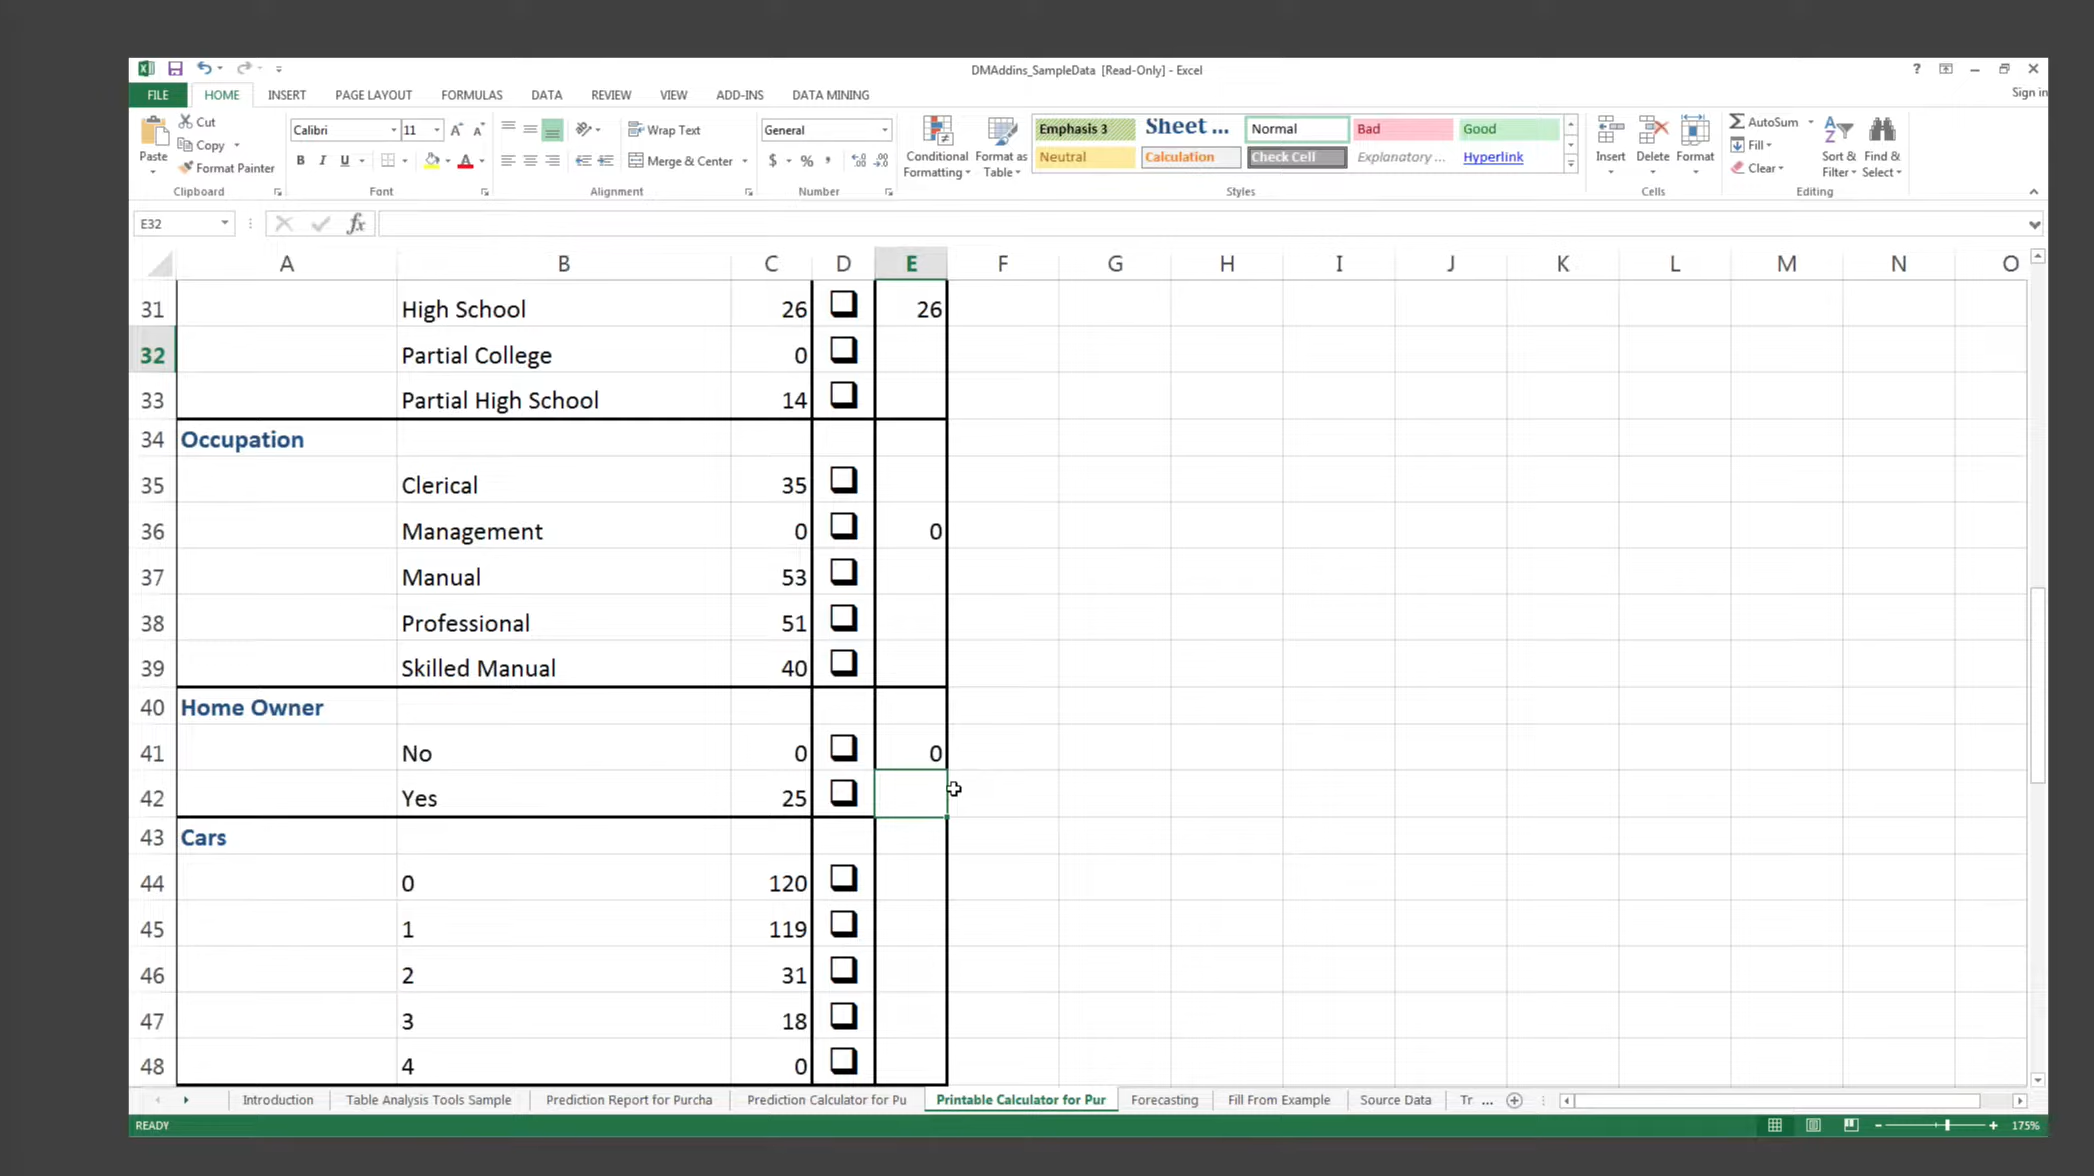 DMAddins_SampleData [Read-Only] - Excel
?
FILE HOME INSERT PAGE LAYOUT FORMULAS DATA REVIEW VIEW ADD-INS DATA MINING Sign in
Paste
Cut
Copy
Format Painter
Clipboard
Calibri 11
B I U
Font
Wrap Text
Merge & Center
Alignment
General
$ % ,
Number
Conditional
Formatting
Format as
Table
Emphasis 3 Sheet ... Normal Bad Good
Neutral Calculation Check Cell Explanatory ... Hyperlink
Styles
Insert Delete Format
Cells
AutoSum
Fill
Clear
Sort &
Filter
Find &
Select
Editing
E32 fx
A B C D E F G H I J K L M N O
31 High School 26 26
32 Partial College 0
33 Partial High School 14
34 Occupation
35 Clerical 35
36 Management 0 0
37 Manual 53
38 Professional 51
39 Skilled Manual 40
40 Home Owner
41 No 0 0
42 Yes 25
43 Cars
44 0 120
45 1 119
46 2 31
47 3 18
48 4 0
Introduction Table Analysis Tools Sample Prediction Report for Purcha Prediction Calculator for Pu Printable Calculator for Pur Forecasting Fill From Example Source Data Tr ...
READY 175%